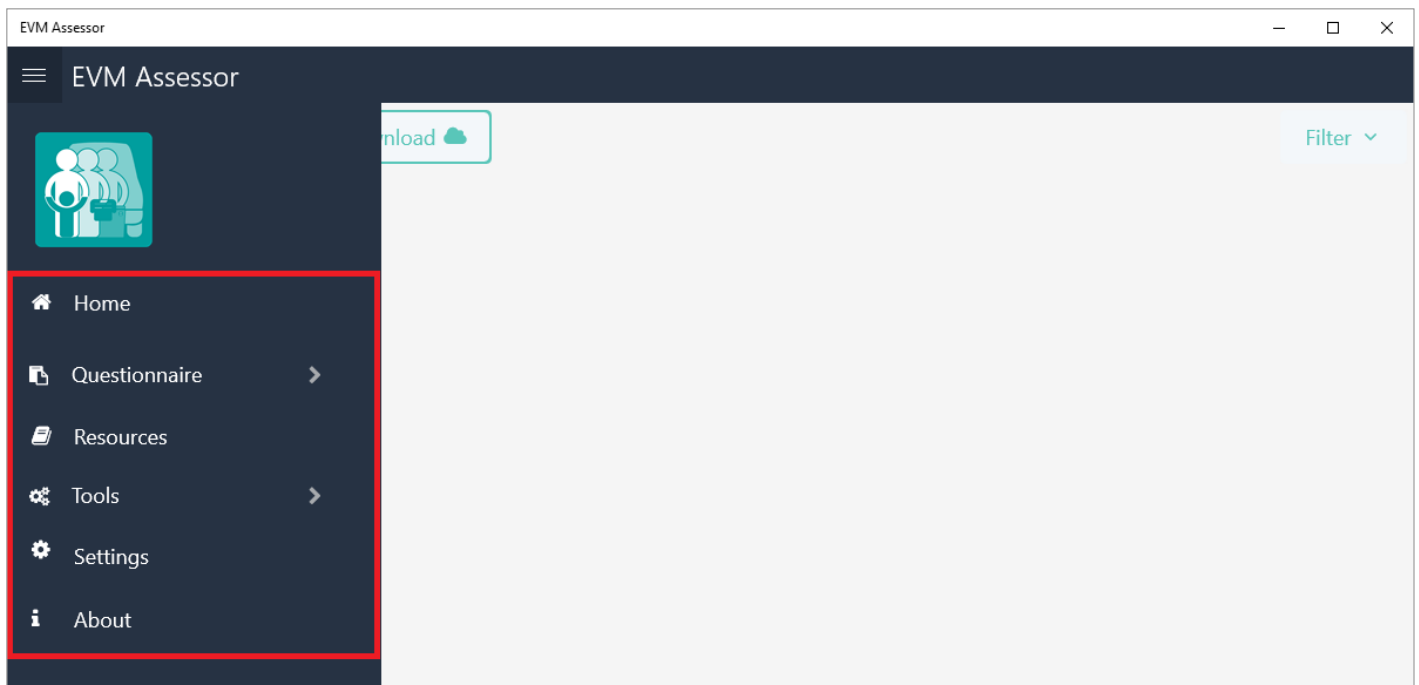 EVM Assessor
EVM Assessor
nload
Filter
Home
Questionnaire
Resources
Tools
Settings
About